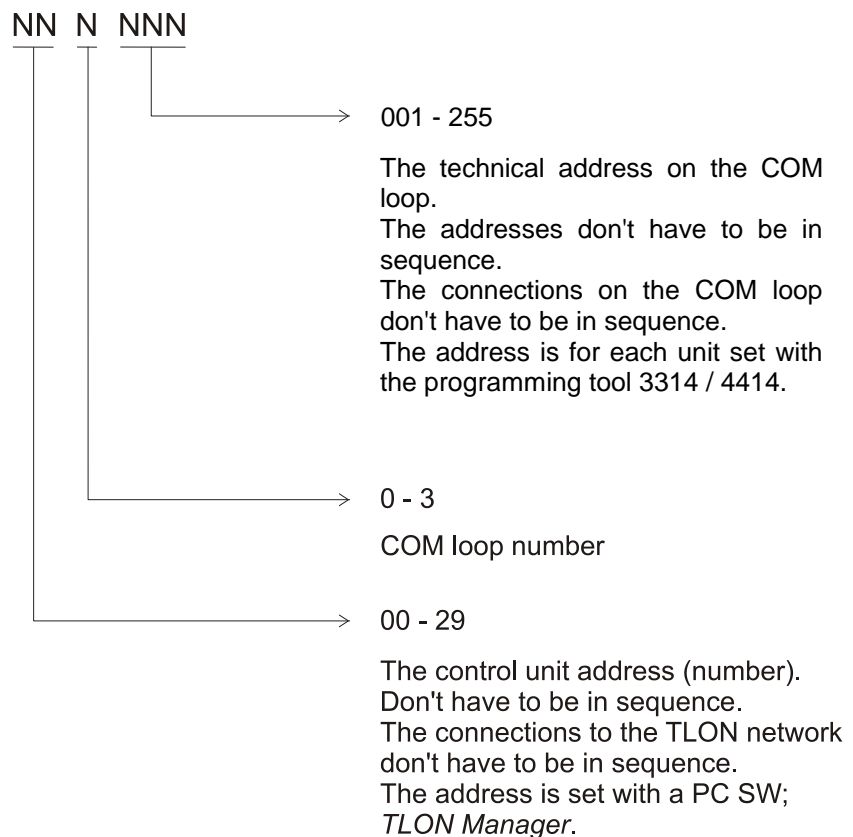 NN N NNN
001 - 255
The technical address on the COM
loop.
The addresses don't have to be in
sequence.
The connections on the COM loop
don't have to be in sequence.
The address is for each unit set with
the programming tool 3314 / 4414.
0 - 3
COM loop number
00 - 29
The control unit address (number).
Don't have to be in sequence.
The connections to the TLON network
don't have to be in sequence.
The address is set with a PC SW;
TLON Manager.